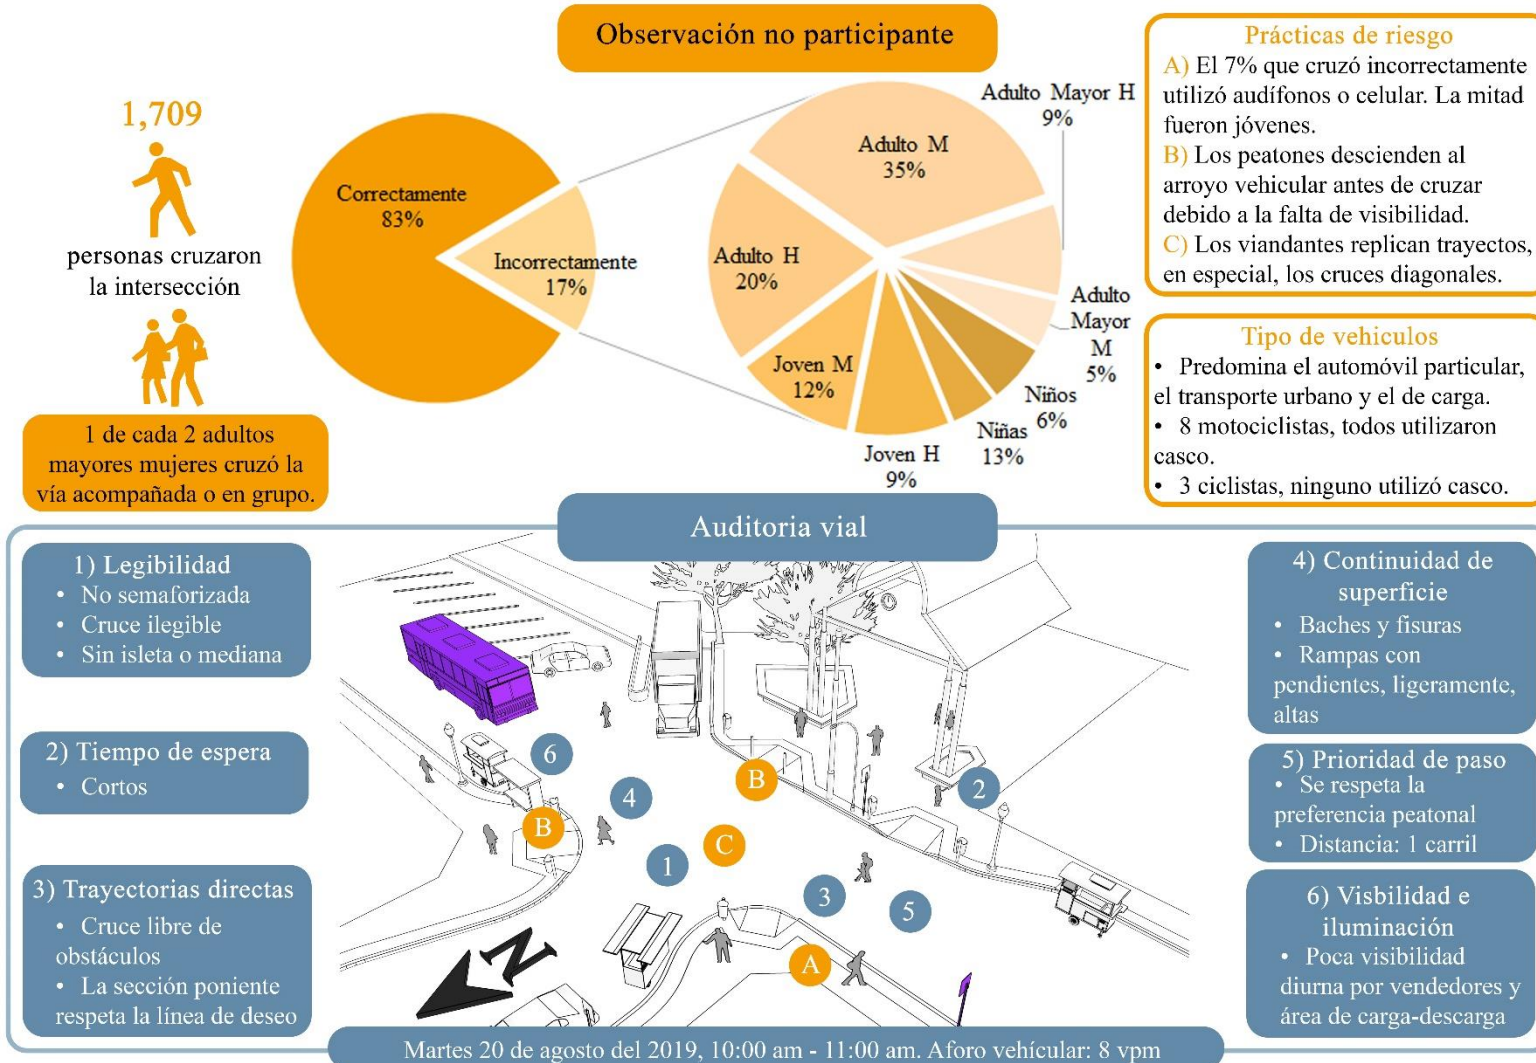 Observación no participante
1,709
personas cruzaron
la intersección
1 de cada 2 adultos
mayores mujeres cruzó la
vía acompañada o en grupo.
Correctamente
83%
Incorrectamente
17%
Adulto Mayor H
9%
Adulto M
35%
Adulto H
20%
Adulto
Mayor
M
5%
Joven M
12%
Niños
6%
Niñas
13%
Joven H
9%
Prácticas de riesgo
A) El 7% que cruzó incorrectamente
utilizó audífonos o celular. La mitad
fueron jóvenes.
B) Los peatones descienden al
arroyo vehicular antes de cruzar
debido a la falta de visibilidad.
C) Los viandantes replican trayectos,
en especial, los cruces diagonales.
Tipo de vehiculos
• Predomina el automóvil particular,
el transporte urbano y el de carga.
• 8 motociclistas, todos utilizaron
casco.
• 3 ciclistas, ninguno utilizó casco.
Auditoria vial
1) Legibilidad
• No semaforizada
• Cruce ilegible
• Sin isleta o mediana
2) Tiempo de espera
• Cortos
3) Trayectorias directas
• Cruce libre de
obstáculos
• La sección poniente
respeta la línea de deseo
6
4
B
B
2
1
C
3
5
A
N
4) Continuidad de
superficie
• Baches y fisuras
• Rampas con
pendientes, ligeramente,
altas
5) Prioridad de paso
• Se respeta la
preferencia peatonal
• Distancia: 1 carril
6) Visbilidad e
iluminación
• Poca visibilidad
diurna por vendedores y
área de carga-descarga
Martes 20 de agosto del 2019, 10:00 am - 11:00 am. Aforo vehícular: 8 vpm